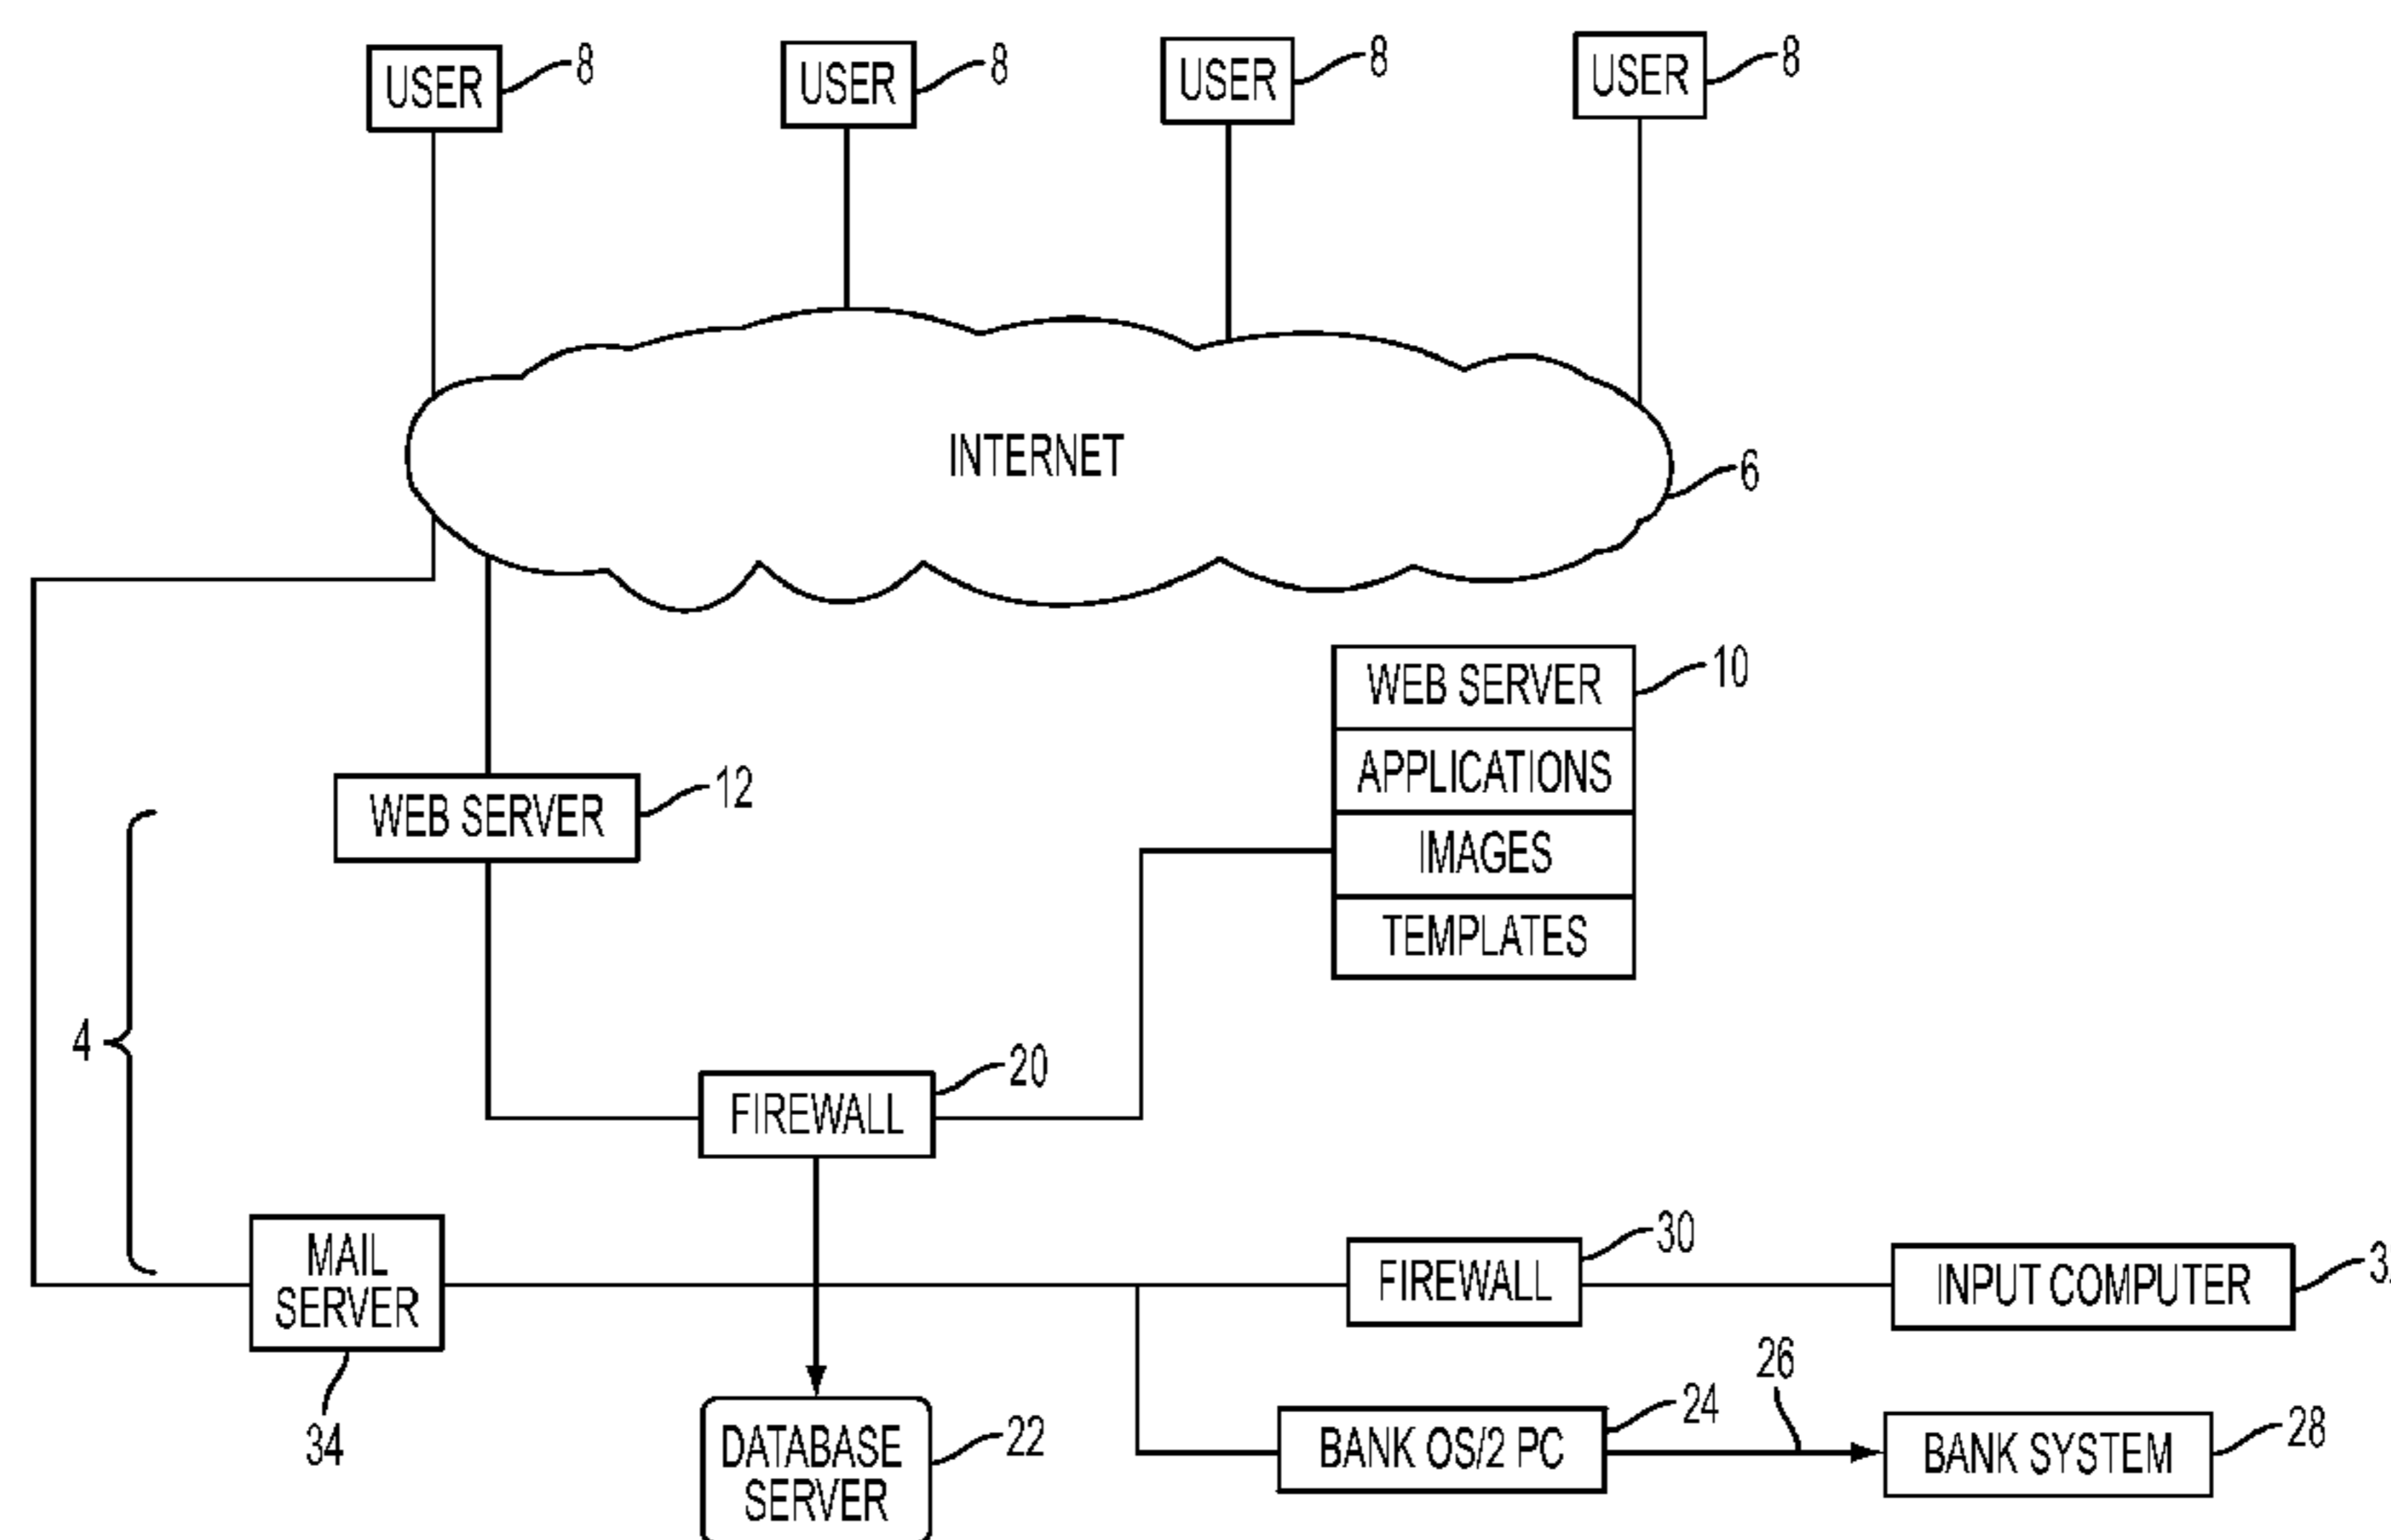 USER 8
USER 8
USER 8
USER 8
INTERNET
6
WEB SERVER 10
APPLICATIONS
IMAGES
TEMPLATES
WEB SERVER 12
4
FIREWALL 20
MAIL
SERVER
34
FIREWALL 30
INPUT COMPUTER
DATABASE
SERVER
22
BANK OS/2 PC 24
26
BANK SYSTEM 28